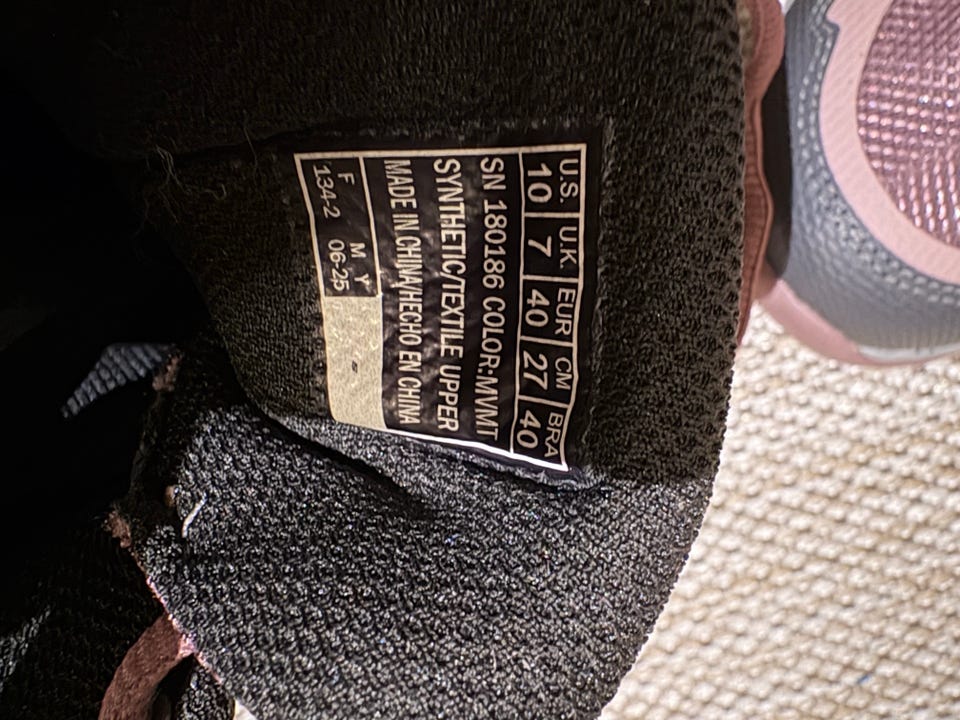 U.S. U.K. EUR CM BRA
10 7 40 27 40
SN 180186 COLOR:MVMT
SYNTHETIC/TEXTILE UPPER
MADE IN CHINA/HECHO EN CHINA
F M Y
134-2 06-25 -